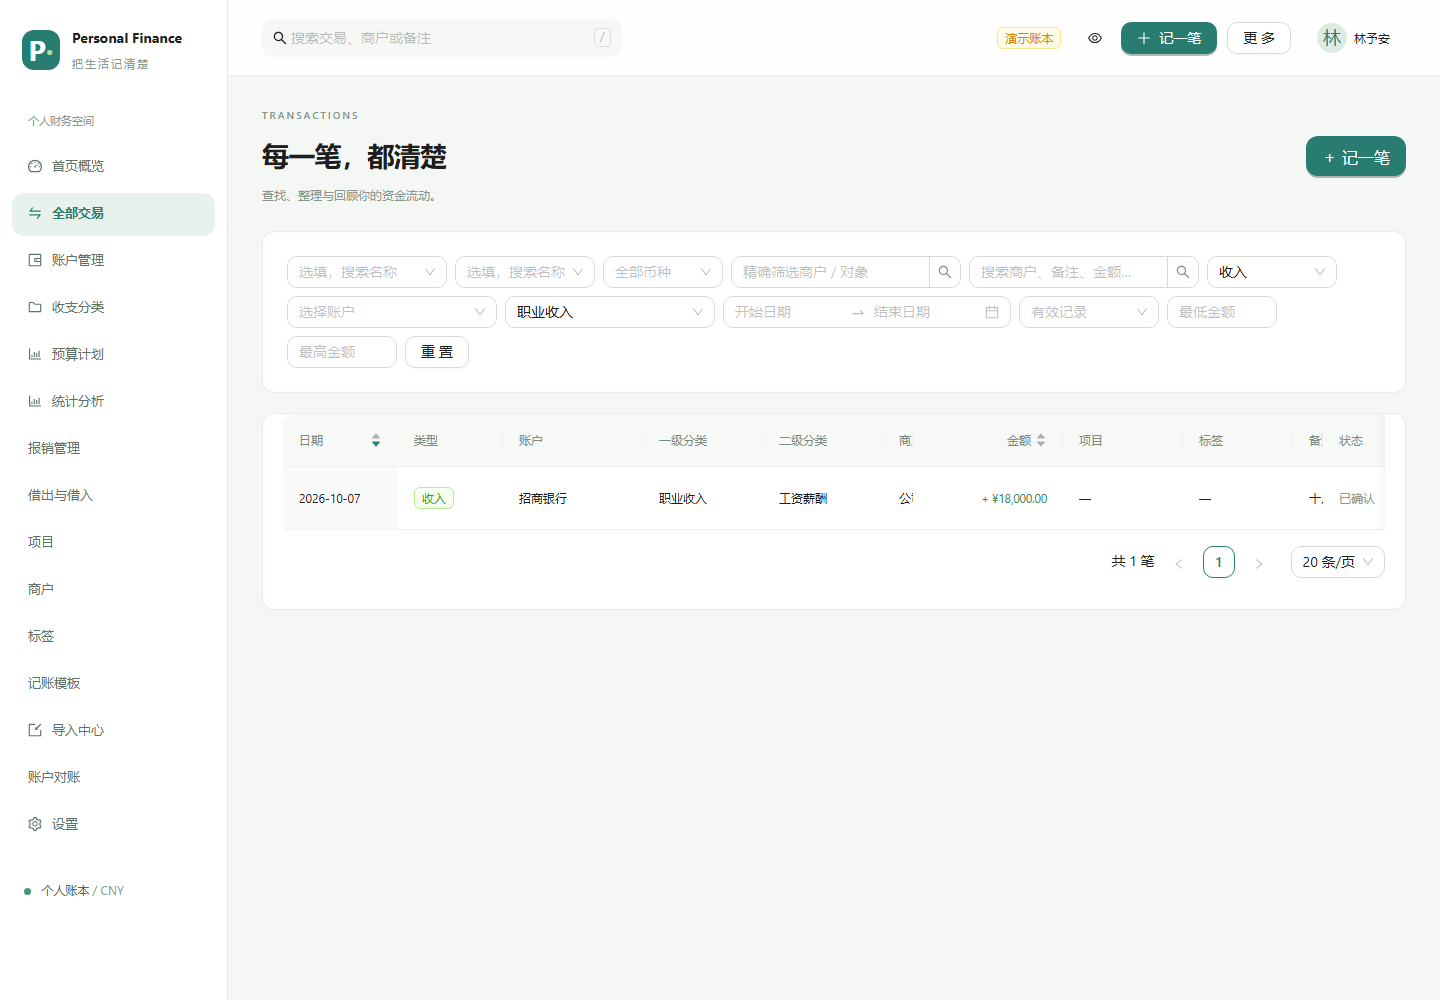 Personal Finance
把生活记清楚
个人财务空间
首页概览
全部交易
账户管理
收支分类
预算计划
统计分析
报销管理
借出与借入
项目
商户
标签
记账模板
导入中心
账户对账
设置
个人账本 / CNY
搜索交易、商户或备注 /
演示账本
+ 记一笔
更 多
林
林予安
TRANSACTIONS
每一笔，都清楚
查找、整理与回顾你的资金流动。
+ 记一笔
选填，搜索名称 选填，搜索名称 全部币种 精确筛选商户 / 对象 搜索商户、备注、金额... 收入
选择账户 职业收入 开始日期 → 结束日期 有效记录 最低金额
最高金额 重 置
日期 类型 账户 一级分类 二级分类 商 金额 项目 标签 备 状态
2026-10-07 收入 招商银行 职业收入 工资薪酬 公 + ¥18,000.00 — — 十 已确认
共 1 笔 < 1 > 20 条/页